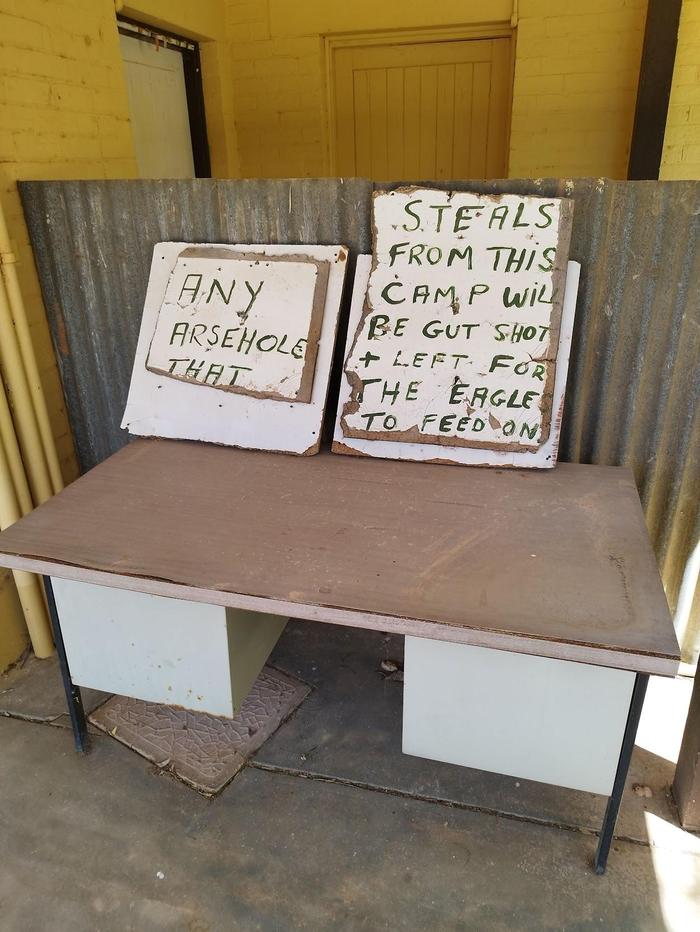 ANY
ARSEHOLE
THAT
STEALS
FROM THIS
CAMP WILL
BE GUT SHOT
+ LEFT FOR
THE EAGLE
TO FEED ON